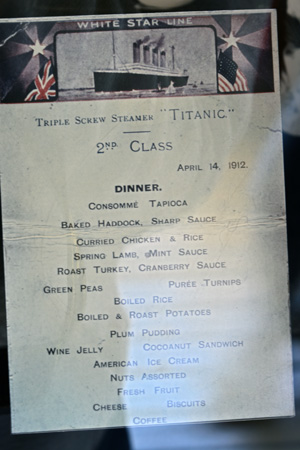 WHITE STAR LINE
TRIPLE SCREW STEAMER "TITANIC."
2ND CLASS
APRIL 14, 1912.
DINNER.
CONSOMMÉ TAPIOCA
BAKED HADDOCK, SHARP SAUCE
CURRIED CHICKEN & RICE
SPRING LAMB, MINT SAUCE
ROAST TURKEY, CRANBERRY SAUCE
GREEN PEAS PURÉE TURNIPS
BOILED RICE
BOILED & ROAST POTATOES
PLUM PUDDING
WINE JELLY COCOANUT SANDWICH
AMERICAN ICE CREAM
NUTS ASSORTED
FRESH FRUIT
CHEESE BISCUITS
COFFEE